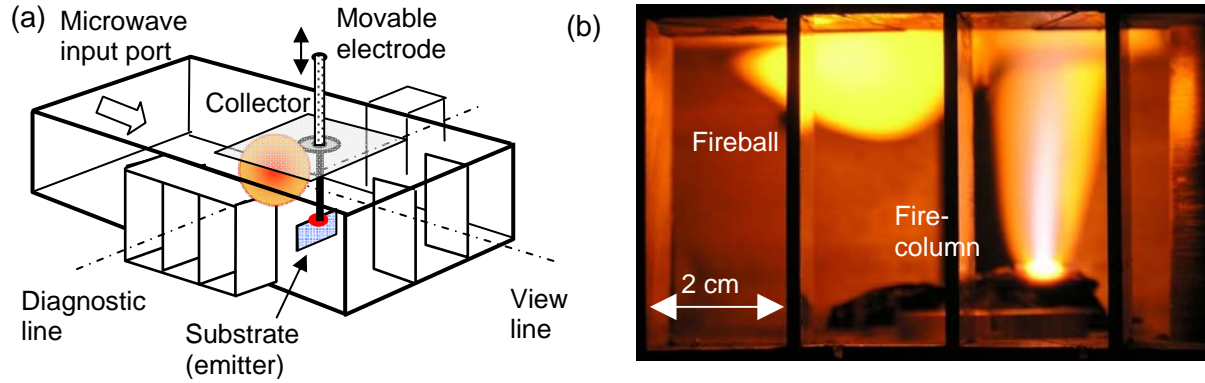 (a)
Microwave
input port
Movable
electrode
Collector
Diagnostic
line
Substrate
(emitter)
View
line
(b)
Fireball
Fire-
column
2 cm